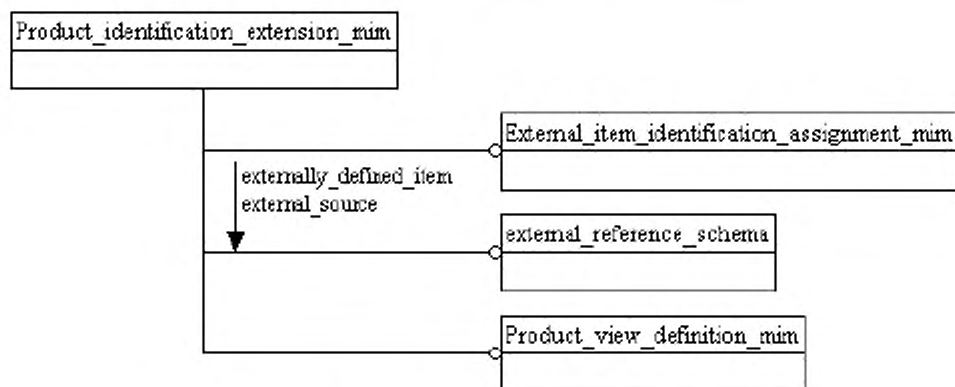 Product_identification_extension_mim
External_item_identification_assignment_mim
externally_defined_item
external_source
external_reference_schema
Product_view_definition_mim